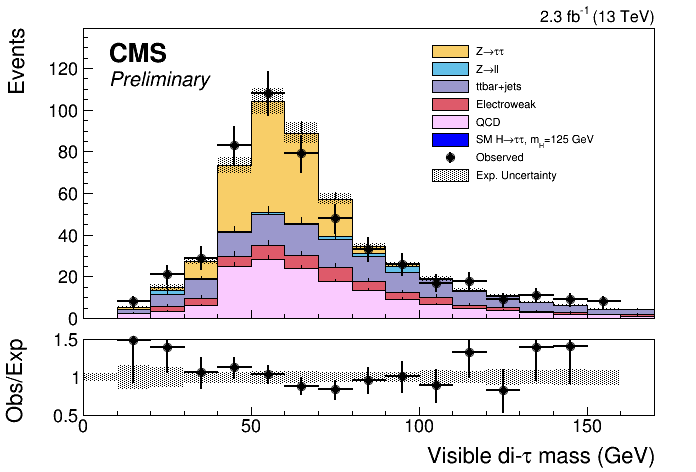 2.3 fb⁻¹ (13 TeV)
CMS
Preliminary
Events
120
100
80
60
40
20
0
Z→ττ
Z→ll
ttbar+jets
Electroweak
QCD
SM H→ττ, m_H=125 GeV
Observed
Exp. Uncertainty
Obs/Exp
1.5
1
0.5
0 50 100 150
Visible di-τ mass (GeV)